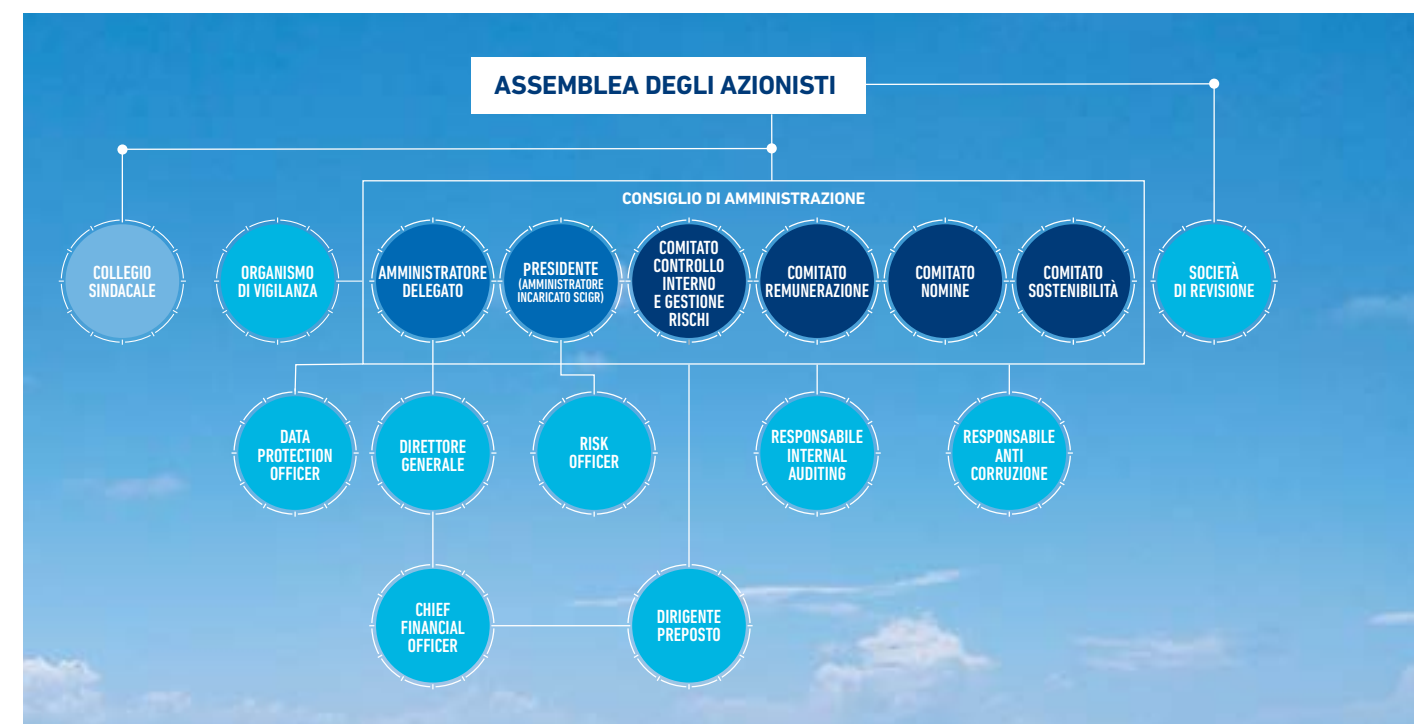 ASSEMBLEA DEGLI AZIONISTI
CONSIGLIO DI AMMINISTRAZIONE
COLLEGIO
SINDACALE
ORGANISMO
DI VIGILANZA
AMMINISTRATORE
DELEGATO
PRESIDENTE
(AMMINISTRATORE
INCARICATO SCIGR)
COMITATO
CONTROLLO
INTERNO
E GESTIONE
RISCHI
COMITATO
REMUNERAZIONE
COMITATO
NOMINE
COMITATO
SOSTENIBILITÀ
SOCIETÀ
DI REVISIONE
DATA
PROTECTION
OFFICER
DIRETTORE
GENERALE
RISK
OFFICER
RESPONSABILE
INTERNAL
AUDITING
RESPONSABILE
ANTI
CORRUZIONE
CHIEF
FINANCIAL
OFFICER
DIRIGENTE
PREPOSTO